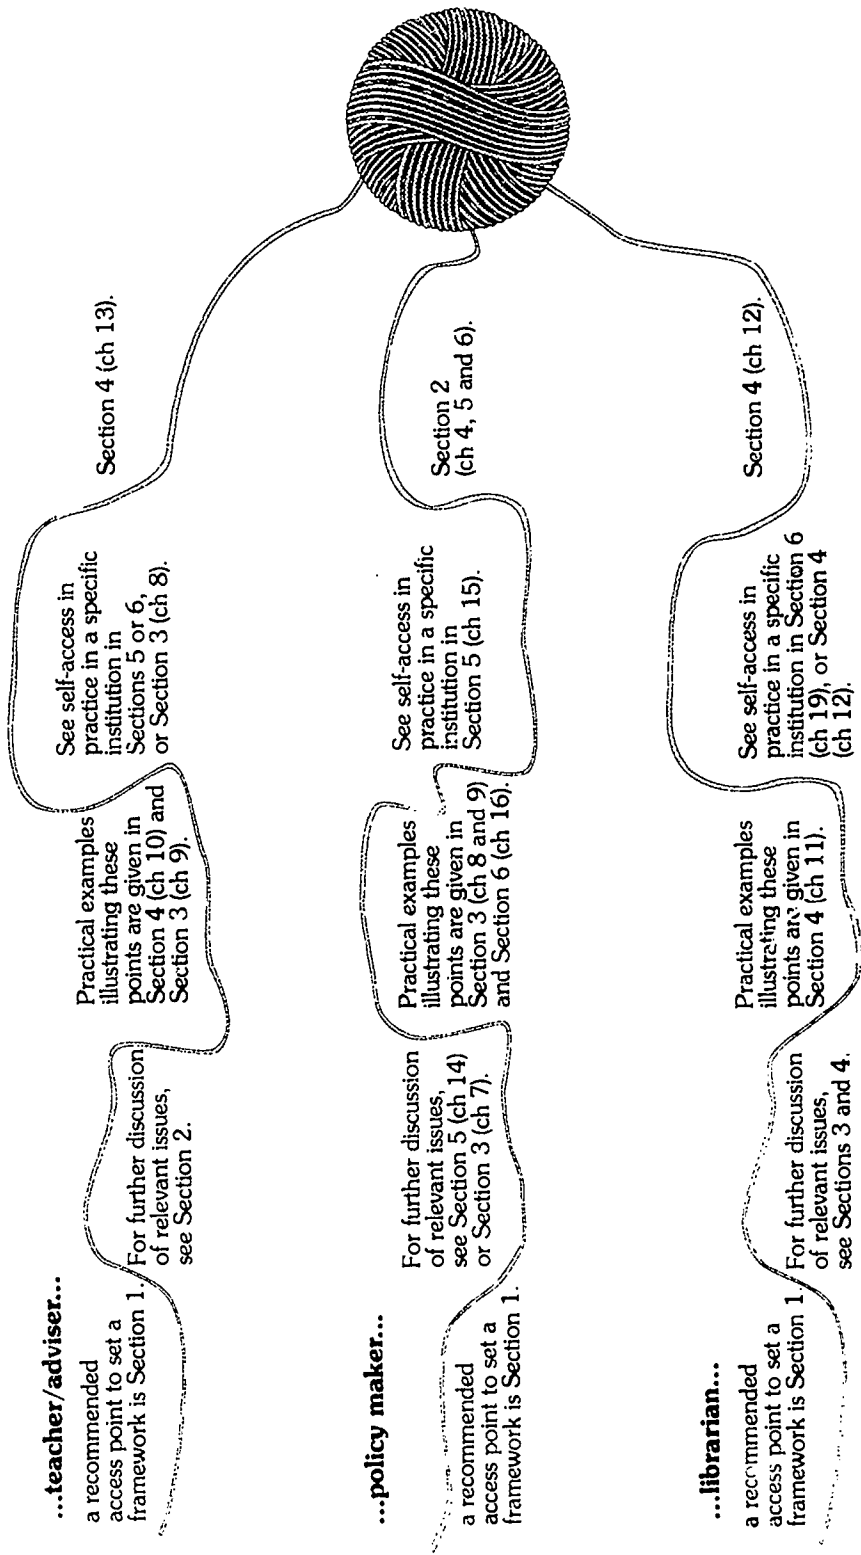 ...teacher/adviser...
a recommended
access point to set a
framework is Section 1.
For further discussion
of relevant issues,
see Section 2.
Practical examples
illustrating these
points are given in
Section 4 (ch 10) and
Section 3 (ch 9).
See self-access in
practice in a specific
institution in
Sections 5 or 6,
or Section 3 (ch 8).
Section 4 (ch 13).
...policy maker...
a recommended
access point to set a
framework is Section 1.
For further discussion
of relevant issues,
see Section 5 (ch 14)
or Section 3 (ch 7).
Practical examples
illustrating these
points are given in
Section 3 (ch 8 and 9)
and Section 6 (ch 16).
See self-access in
practice in a specific
institution in
Section 5 (ch 15).
Section 2
(ch 4, 5 and 6).
...librarian...
a recommended
access point to set a
framework is Section 1.
For further discussion
of relevant issues,
see Sections 3 and 4.
Practical examples
illustrating these
points are given in
Section 4 (ch 11).
See self-access in
practice in a specific
institution in Section 6
(ch 19), or Section 4
(ch 12).
Section 4 (ch 12).